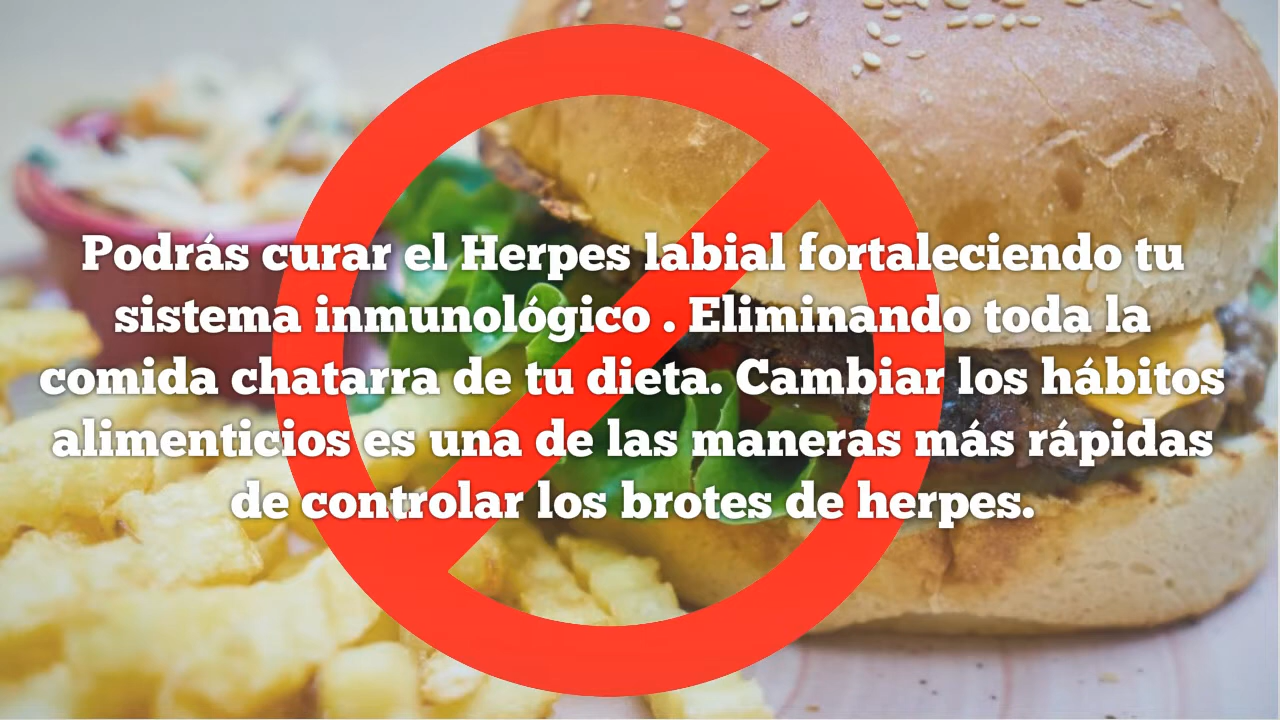 Podrás curar el Herpes labial fortaleciendo tu
sistema inmunológico . Eliminando toda la
comida chatarra de tu dieta. Cambiar los hábitos
alimenticios es una de las maneras más rápidas
de controlar los brotes de herpes.